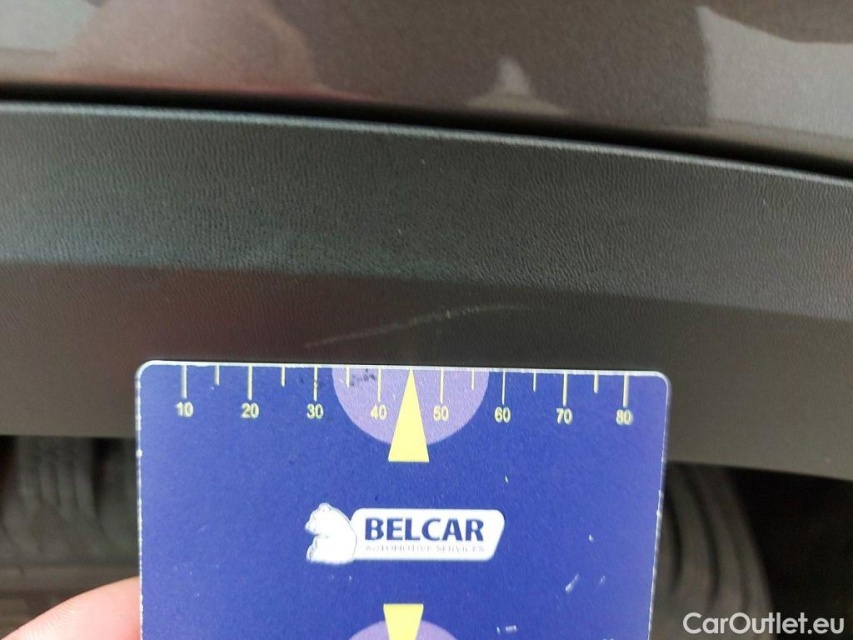 10 20 30 40 50 60 70 80
BELCAR
AUTOMOTIVE SERVICES
CarOutlet.eu